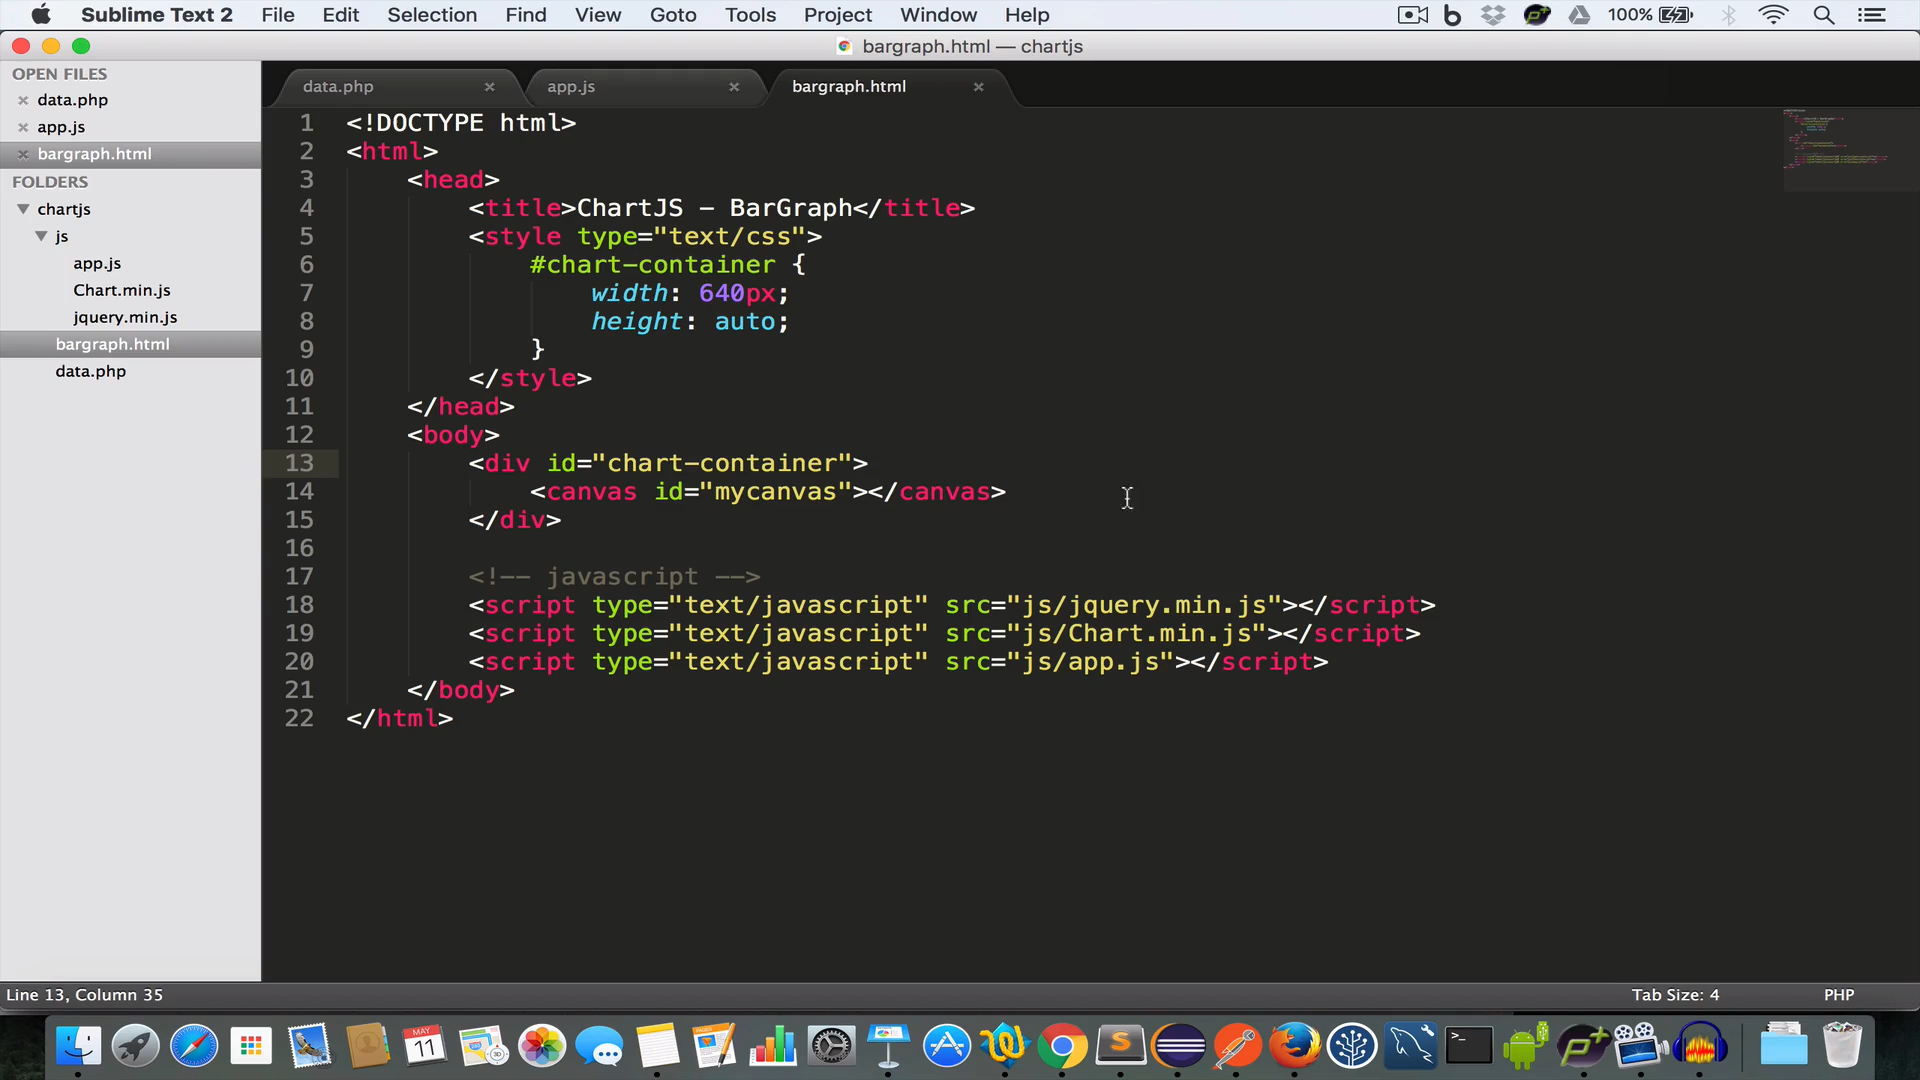 Sublime Text 2 File Edit Selection Find View Goto Tools Project Window Help 100%
bargraph.html — chartjs
OPEN FILES
data.php
app.js
bargraph.html
FOLDERS
chartjs
js
app.js
Chart.min.js
jquery.min.js
bargraph.html
data.php
data.php app.js bargraph.html
1 <!DOCTYPE html>
2 <html>
3 <head>
4 <title>ChartJS - BarGraph</title>
5 <style type="text/css">
6 #chart-container {
7 width: 640px;
8 height: auto;
9 }
10 </style>
11 </head>
12 <body>
13 <div id="chart-container">
14 <canvas id="mycanvas"></canvas>
15 </div>
16
17 <!-- javascript -->
18 <script type="text/javascript" src="js/jquery.min.js"></script>
19 <script type="text/javascript" src="js/Chart.min.js"></script>
20 <script type="text/javascript" src="js/app.js"></script>
21 </body>
22 </html>
Line 13, Column 35 Tab Size: 4 PHP
MAY
11